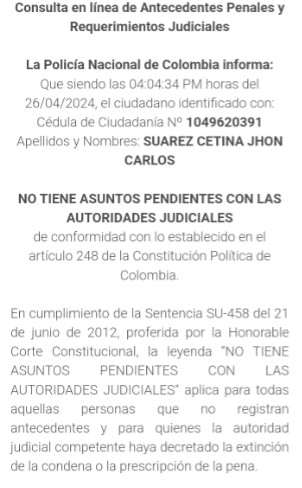 Consulta en línea de Antecedentes Penales y
Requerimientos Judiciales
La Policía Nacional de Colombia informa:
Que siendo las 04:04:34 PM horas del
26/04/2024, el ciudadano identificado con:
Cédula de Ciudadanía Nº 1049620391
Apellidos y Nombres: SUAREZ CETINA JHON
CARLOS
NO TIENE ASUNTOS PENDIENTES CON LAS
AUTORIDADES JUDICIALES
de conformidad con lo establecido en el
artículo 248 de la Constitución Política de
Colombia.
En cumplimiento de la Sentencia SU-458 del 21
de junio de 2012, proferida por la Honorable
Corte Constitucional, la leyenda "NO TIENE
ASUNTOS PENDIENTES CON LAS
AUTORIDADES JUDICIALES" aplica para todas
aquellas personas que no registran
antecedentes y para quienes la autoridad
judicial competente haya decretado la extinción
de la condena o la prescripción de la pena.